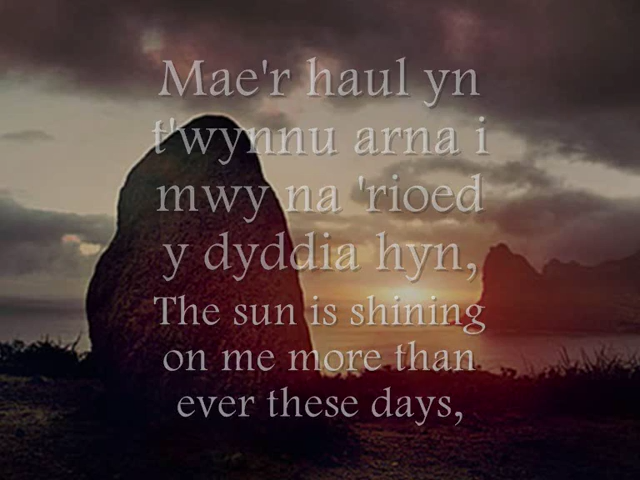 Mae'r haul yn
t'wynnu arna i
mwy na 'rioed
y dyddia hyn,
The sun is shining
on me more than
ever these days,